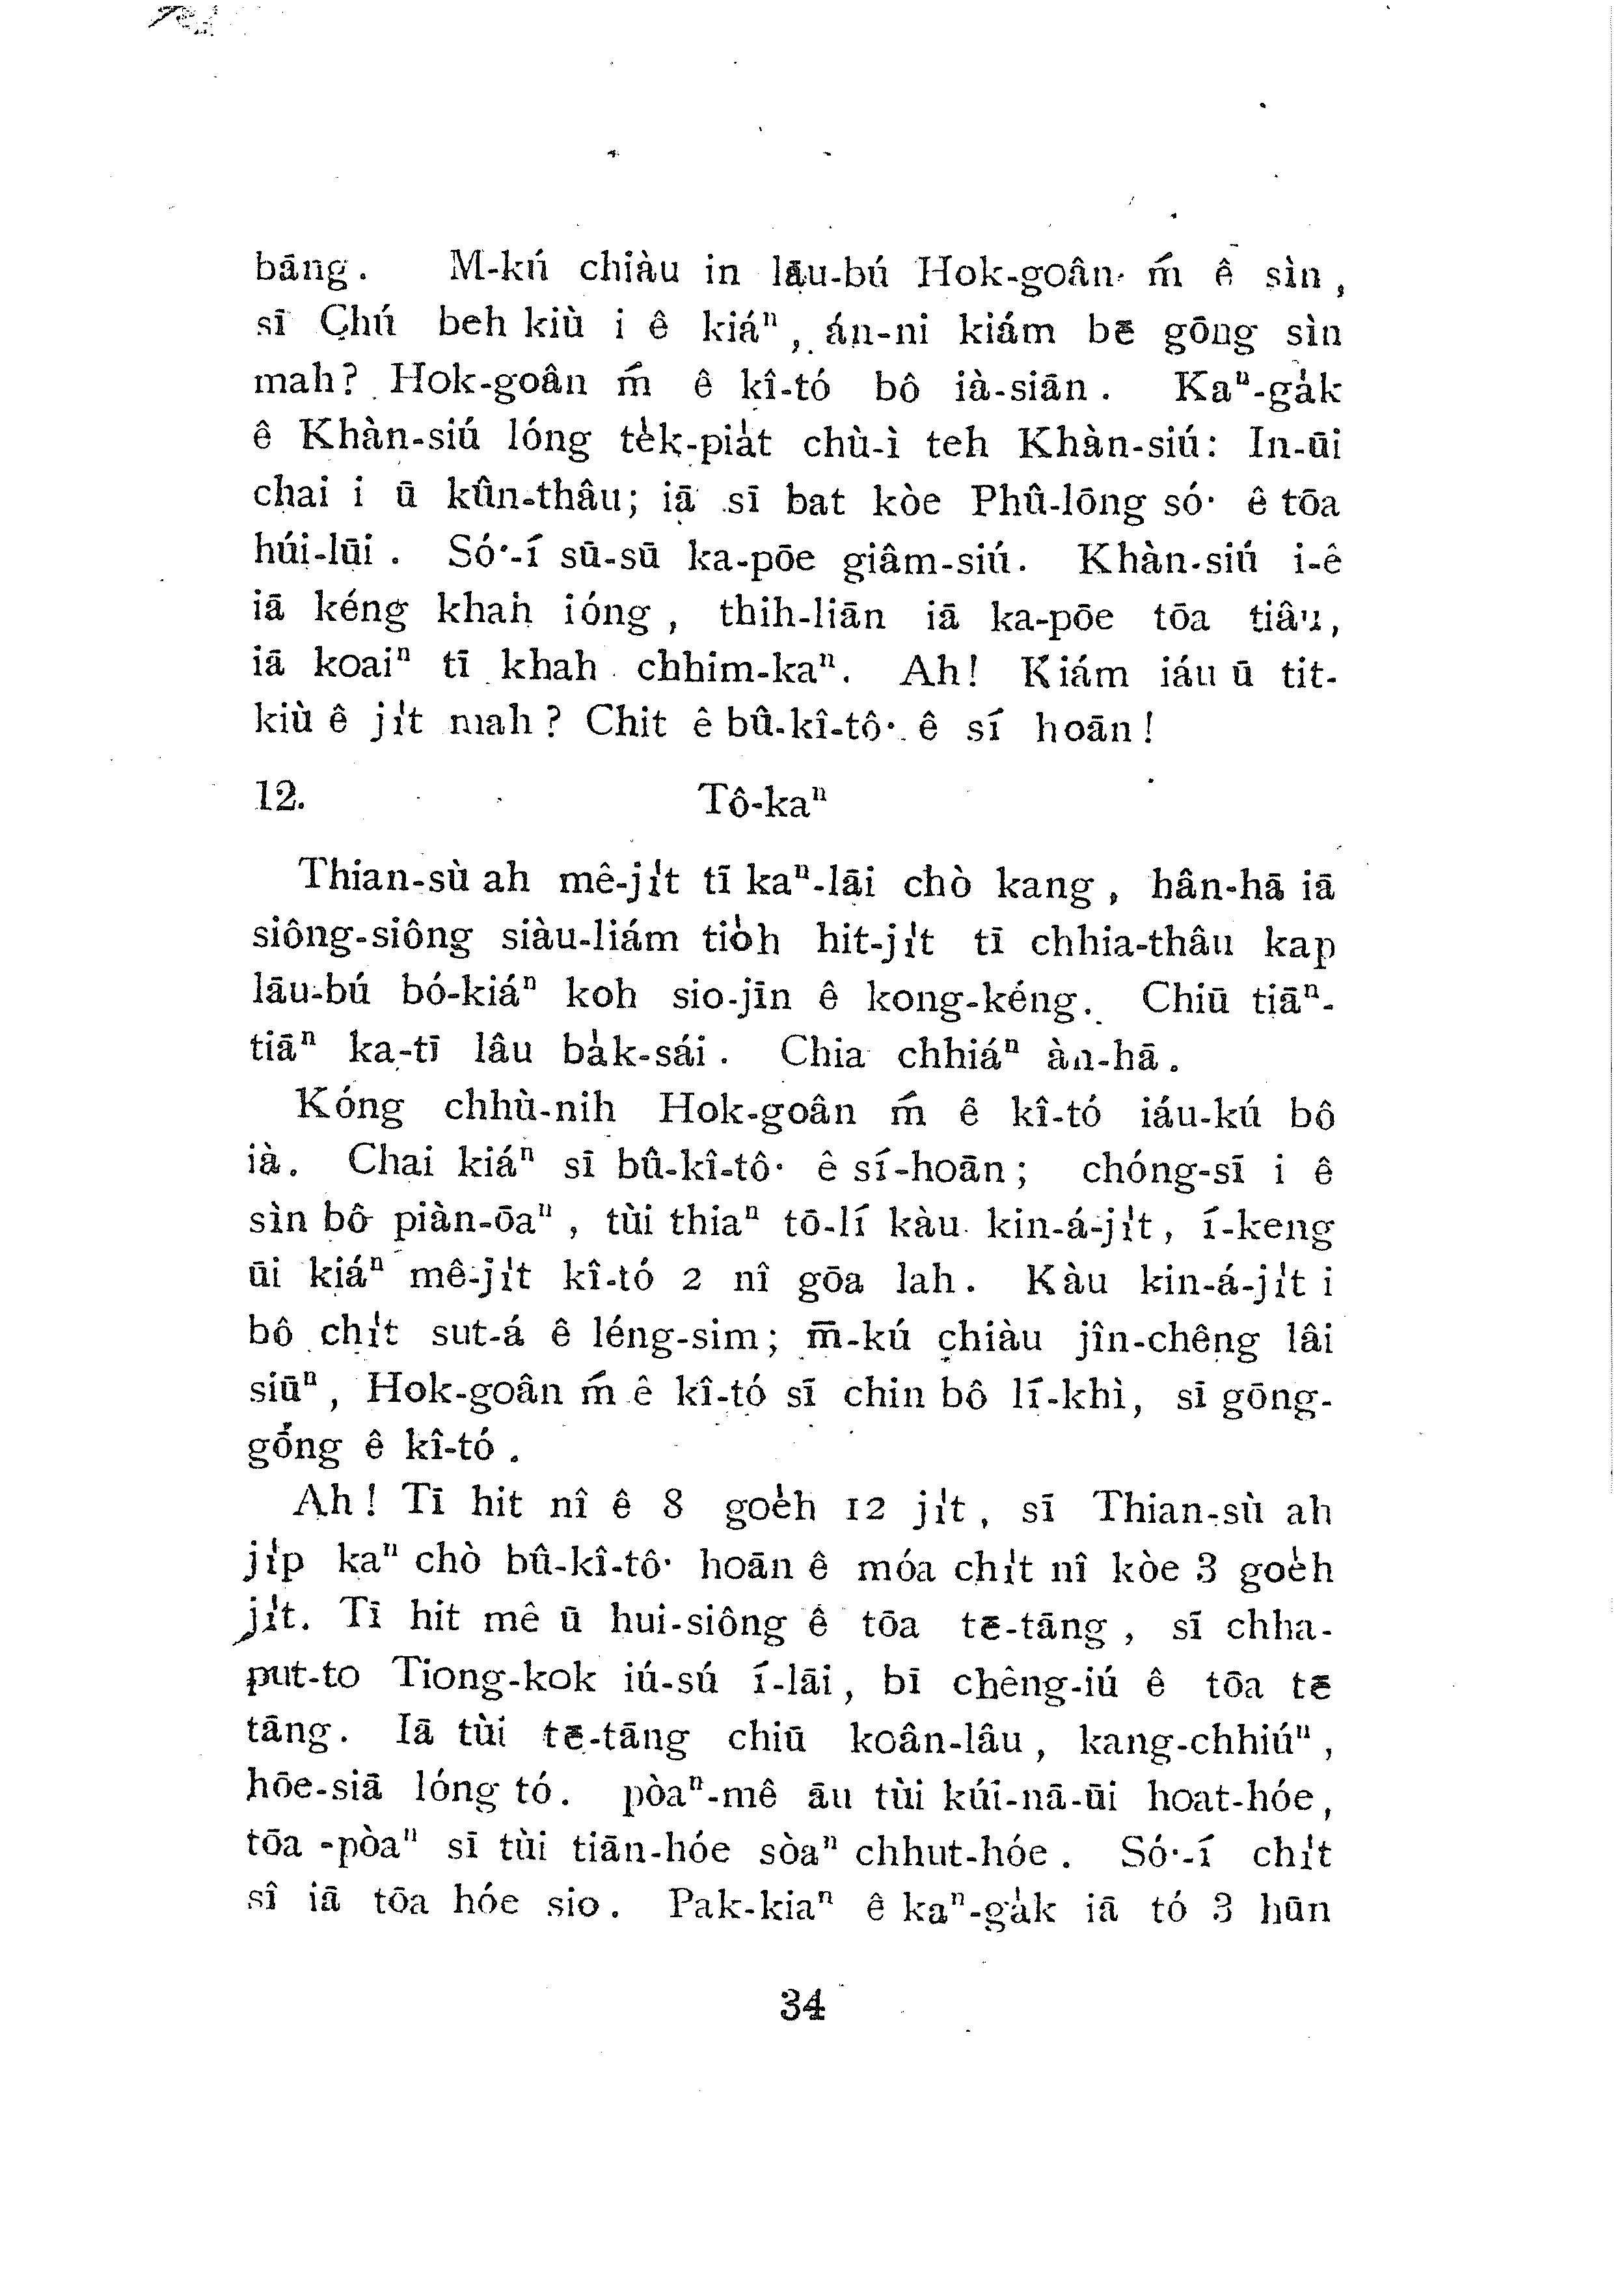 bāng. M-kú chiàu in lāu-bú Hok-goân ḿ ê sìn,
sī Chú beh kiù i ê kiáⁿ, án-ni kiám bē gōng sìn
mah? Hok-goân ḿ ê kî-tó bô ià-siān. Kaⁿ-ga̍k
ê Khàn-siú lóng te̍k-pia̍t chù-ì teh Khàn-siú: In-ūi
chai i ū kûn-thâu; iā sī bat kòe Phû-lōng só͘ ê tōa
húi-lūi. Só͘-í sū-sū ka-pōe giâm-siú. Khàn-siú i-ê
iā kéng khah ióng, thih-liān iā ka-pōe tōa tiâu,
iā koaiⁿ tī khah chhim-kaⁿ. Ah! Kiám iáu ū tit-
kiù ê ji̍t mah? Chit ê bû-kî-tô͘ ê sí hoān!
12. Tô-kaⁿ
Thian-sù ah mê-ji̍t tī kaⁿ-lāi chò kang, hân-hā iā
siông-siông siàu-liám tio̍h hit-ji̍t tī chhia-thâu kap
lāu-bú bó-kiáⁿ koh sio-jīn ê kong-kéng. Chiū tiāⁿ-
tiāⁿ ka-tī lâu ba̍k-sái. Chia chhiáⁿ àn-hā.
Kóng chhù-nih Hok-goân ḿ ê kî-tó iáu-kú bô
ià. Chai kiáⁿ sī bû-kî-tô͘ ê sí-hoān; chóng-sī i ê
sìn bô piàn-ōaⁿ, tùi thiaⁿ tō-lí kàu kin-á-ji̍t, í-keng
ūi kiáⁿ mê-ji̍t kî-tó 2 nî gōa lah. Kàu kin-á-ji̍t i
bô chi̍t sut-á ê léng-sim; m̄-kú chiàu jîn-chêng lâi
siūⁿ, Hok-goân ḿ ê kî-tó sī chin bô lí-khì, sī gōng-
gōng ê kî-tó.
Ah! Tī hit nî ê 8 goe̍h 12 ji̍t, sī Thian-sù ah
ji̍p kaⁿ chò bû-kî-tô͘ hoān ê móa chi̍t nî kòe 3 goe̍h
ji̍t. Tī hit mê ū hui-siông ê tōa tē-tāng, sī chha-
put-to Tiong-kok iú-sú í-lāi, bī chêng-iú ê tōa tē
tāng. Iā tùi tē-tāng chiū koân-lâu, kang-chhiúⁿ,
hōe-siā lóng tó. pòaⁿ-mê āu tùi kúi-nā-ūi hoat-hóe,
tōa -pòaⁿ sī tùi tiān-hóe sòaⁿ chhut-hóe. Só͘-í chi̍t
sî iā tōa hóe sio. Pak-kiaⁿ ê kaⁿ-ga̍k iā tó 3 hūn
34